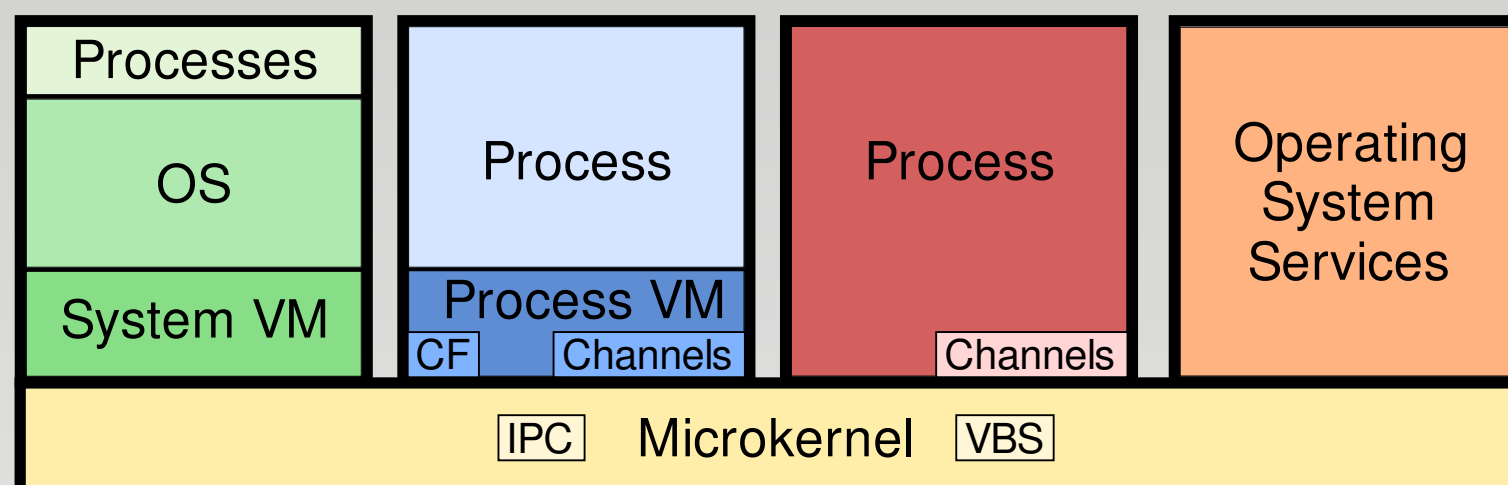 Processes
OS
System VM
Process
Process VM
CF
Channels
Process
Channels
Operating
System
Services
IPC
Microkernel
VBS